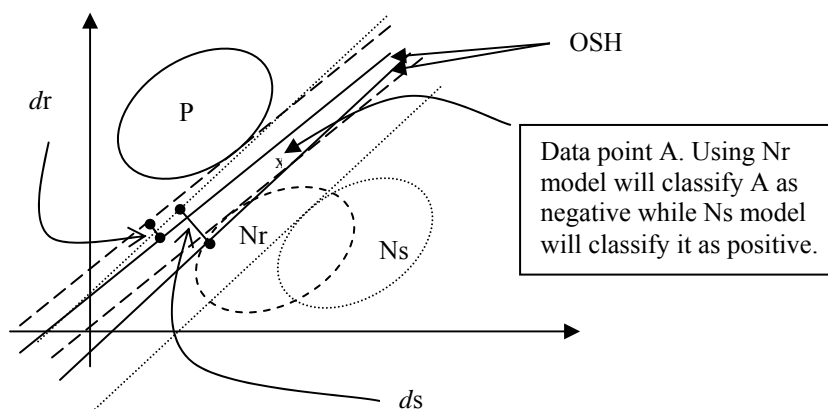 OSH
dr
P
x
Data point A. Using Nr
model will classify A as
negative while Ns model
will classify it as positive.
Nr
Ns
ds